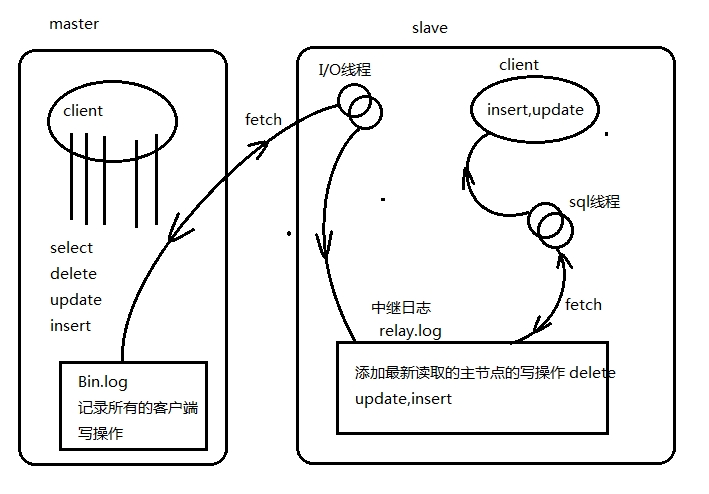 master
client
select
delete
update
insert
Bin.log
记录所有的客户端
写操作
fetch
slave
I/O线程
client
insert,update
sql线程
fetch
中继日志
relay.log
添加最新读取的主节点的写操作 delete
update,insert